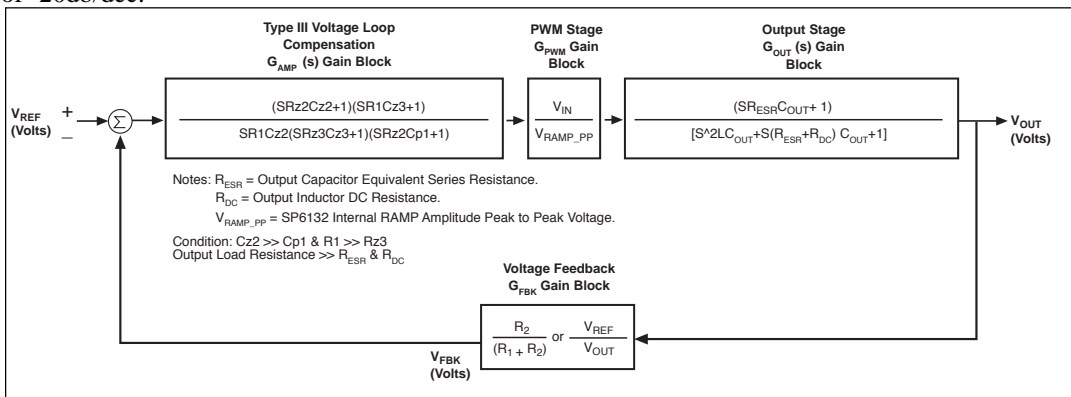 Type III Voltage Loop
Compensation
G_AMP (s) Gain Block
PWM Stage
G_PWM Gain
Block
Output Stage
G_OUT (s) Gain
Block
V_REF
(Volts)
+
–
Σ
(SRz2Cz2+1)(SR1Cz3+1)
SR1Cz2(SRz3Cz3+1)(SRz2Cp1+1)
V_IN
V_RAMP_PP
(SR_ESRC_OUT+ 1)
[S^2LC_OUT+S(R_ESR+R_DC) C_OUT+1]
V_OUT
(Volts)
Notes: R_ESR = Output Capacitor Equivalent Series Resistance.
R_DC = Output Inductor DC Resistance.
V_RAMP_PP = SP6132 Internal RAMP Amplitude Peak to Peak Voltage.
Condition: Cz2 >> Cp1 & R1 >> Rz3
Output Load Resistance >> R_ESR & R_DC
Voltage Feedback
G_FBK Gain Block
R_2
(R_1 + R_2)
or
V_REF
V_OUT
V_FBK
(Volts)